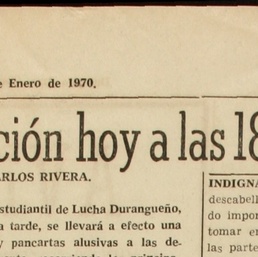 e Enero de 1970.
ción hoy a las 18
ARLOS RIVERA.
studiantil de Lucha Durangueño,
a tarde, se llevará a efecto una
y pancartas alusivas a las de-
INDIGNA
descabell
do impor
tomar en
las parte